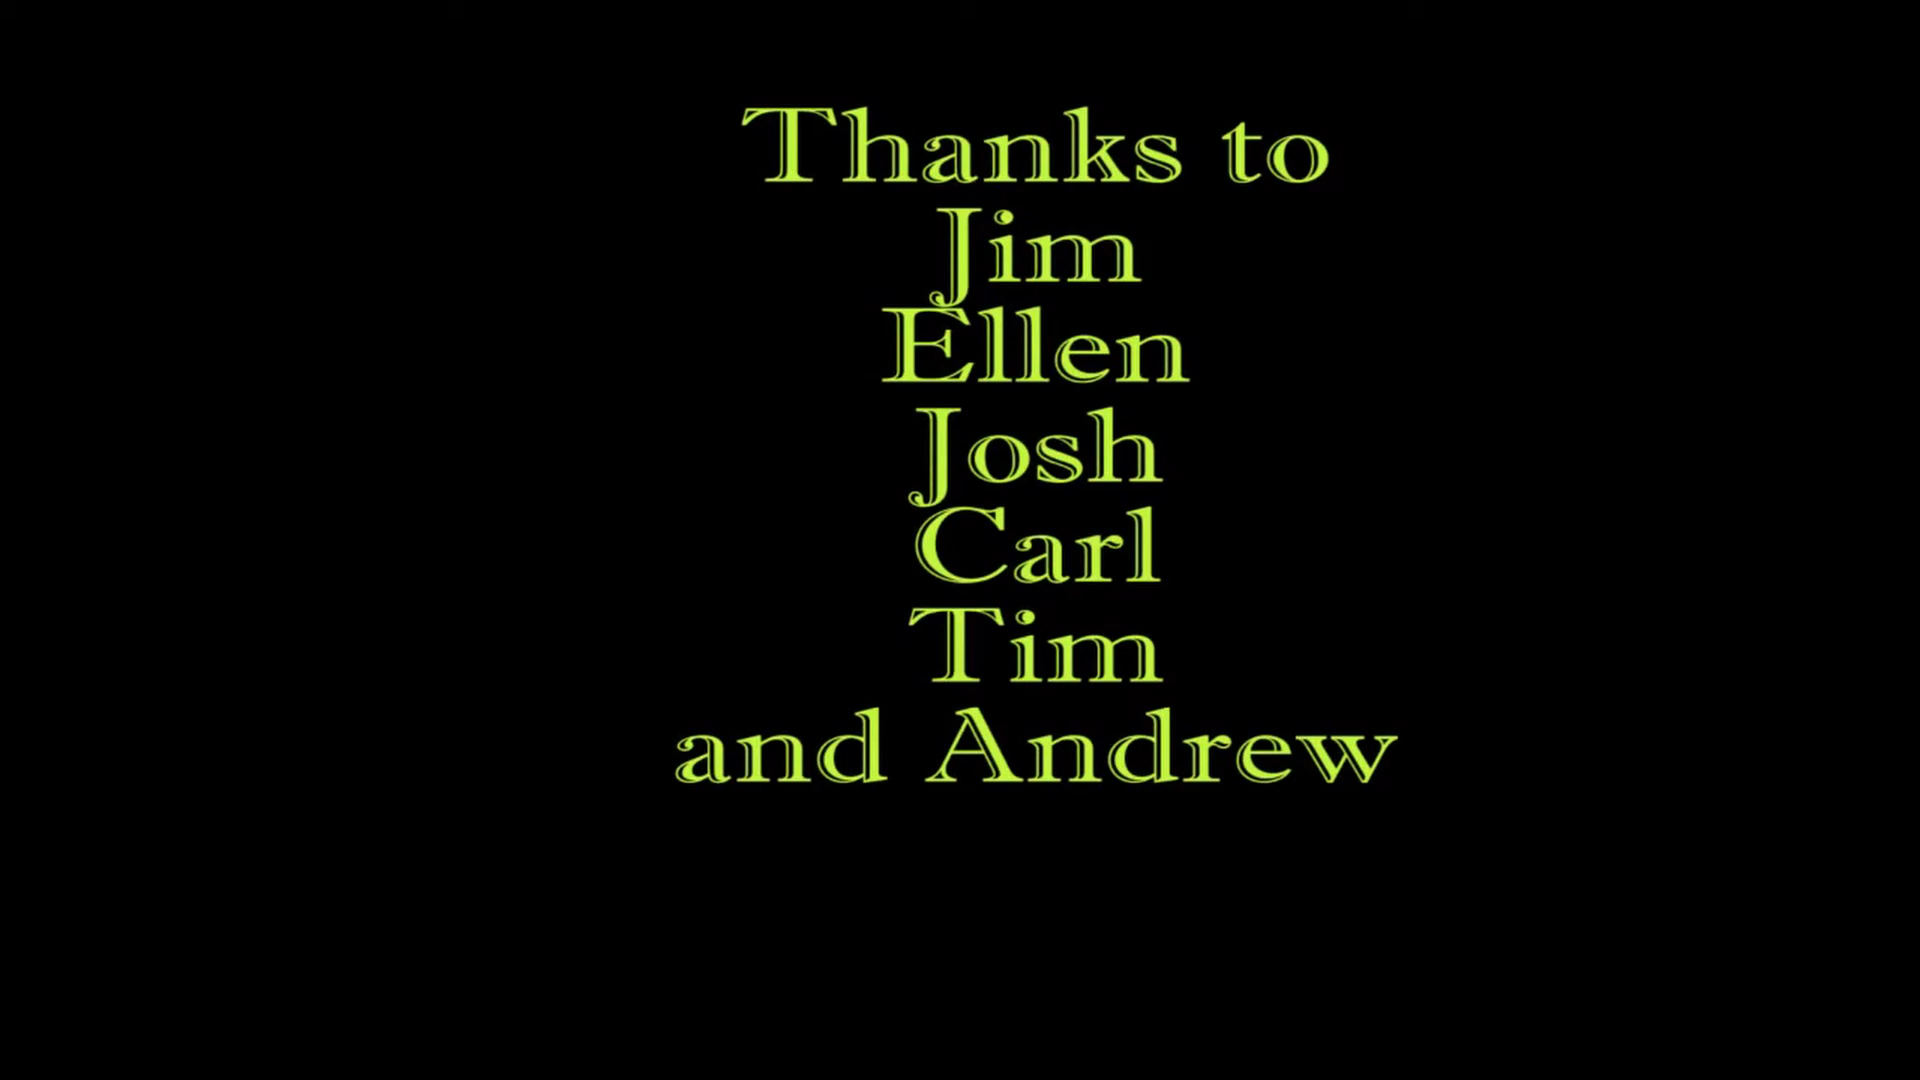 Thanks to
Jim
Ellen
Josh
Carl
Tim
and Andrew